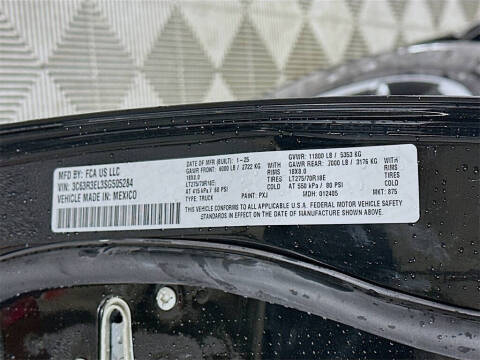 MFD BY: FCA US LLC
VIN: 3C63R3EL3SG505284
VEHICLE MADE IN: MEXICO
DATE OF MFR (BUILT): 1-25
GAWR FRONT: 6000 LB / 2722 KG
18X8.0
LT275/70R18E
AT 415 kPa / 60 PSI
TYPE: TRUCK PAINT: PXJ
GVWR: 11800 LB / 5353 KG
GAWR REAR: 7000 LB / 3176 KG
RIMS 18X8.0 RIMS
TIRES LT275/70R18E TIRES
COLD AT 550 kPa / 80 PSI COLD
MDH: 012405 MKT: 875
THIS VEHICLE CONFORMS TO ALL APPLICABLE U.S.A. FEDERAL MOTOR VEHICLE SAFETY
STANDARDS IN EFFECT ON THE DATE OF MANUFACTURE SHOWN ABOVE.